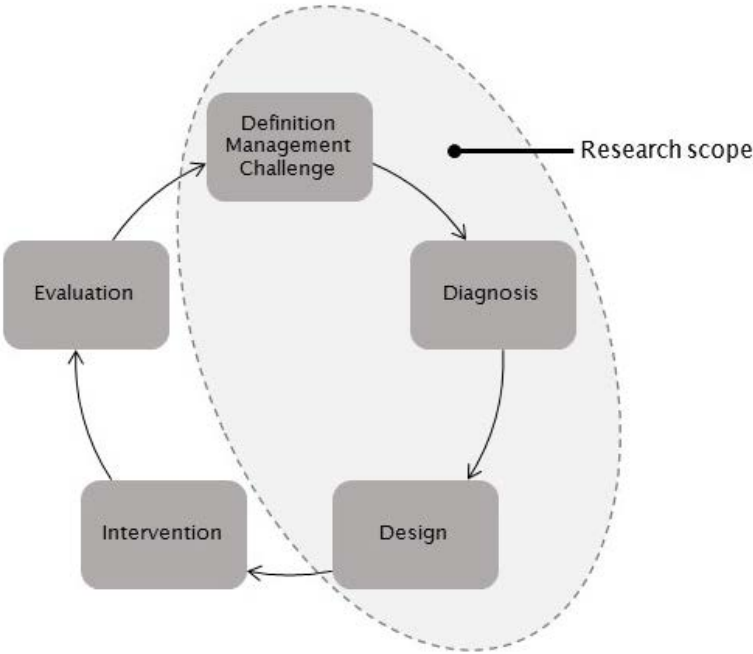 Definition
Management
Challenge
Research scope
Evaluation
Diagnosis
Intervention
Design